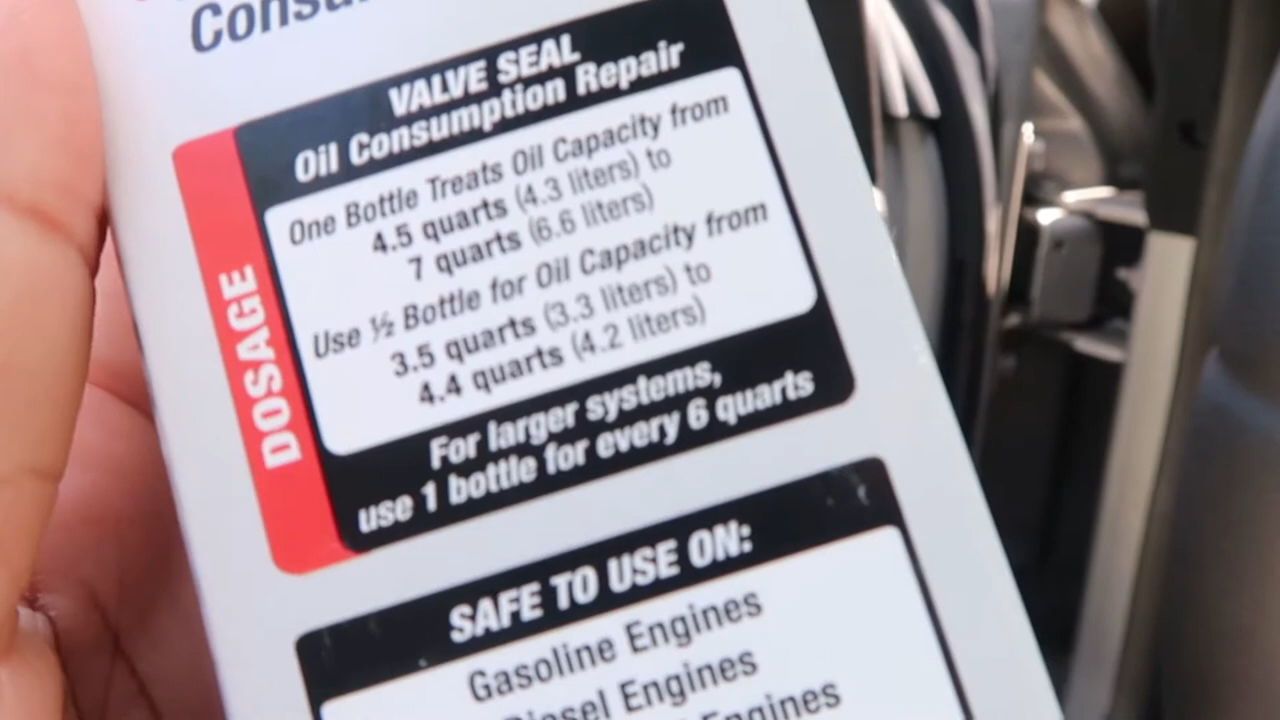 VALVE SEAL
Oil Consumption Repair
DOSAGE
One Bottle Treats Oil Capacity from
4.5 quarts (4.3 liters) to
7 quarts (6.6 liters)
Use ½ Bottle for Oil Capacity from
3.5 quarts (3.3 liters) to
4.4 quarts (4.2 liters)
For larger systems,
use 1 bottle for every 6 quarts
SAFE TO USE ON:
Gasoline Engines
Diesel Engines
Engines